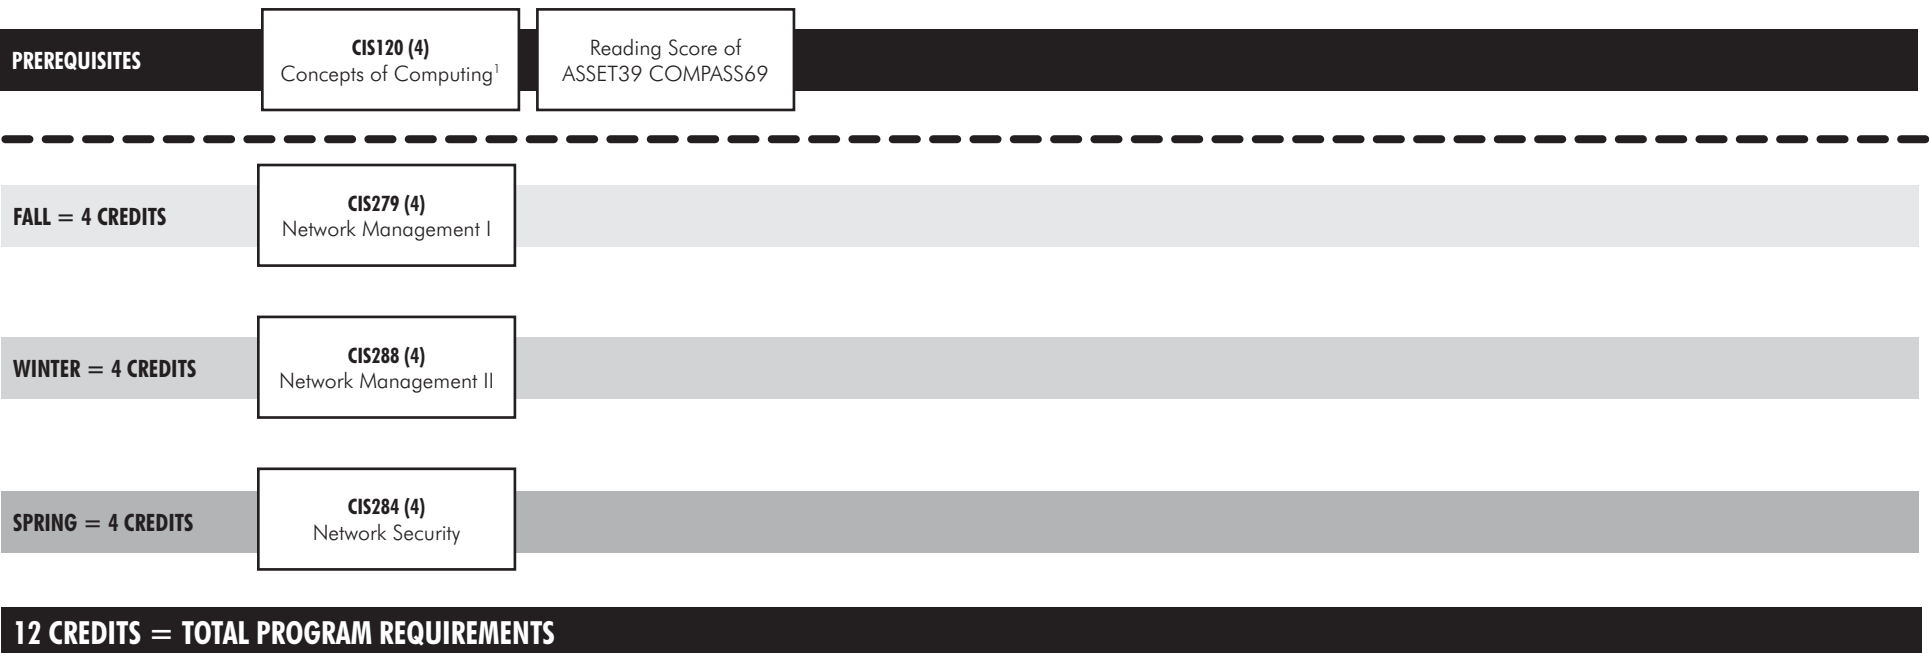 PREREQUISITES
CIS120 (4)
Concepts of Computing¹
Reading Score of
ASSET39 COMPASS69
FALL = 4 CREDITS
CIS279 (4)
Network Management I
WINTER = 4 CREDITS
CIS288 (4)
Network Management II
SPRING = 4 CREDITS
CIS284 (4)
Network Security
12 CREDITS = TOTAL PROGRAM REQUIREMENTS